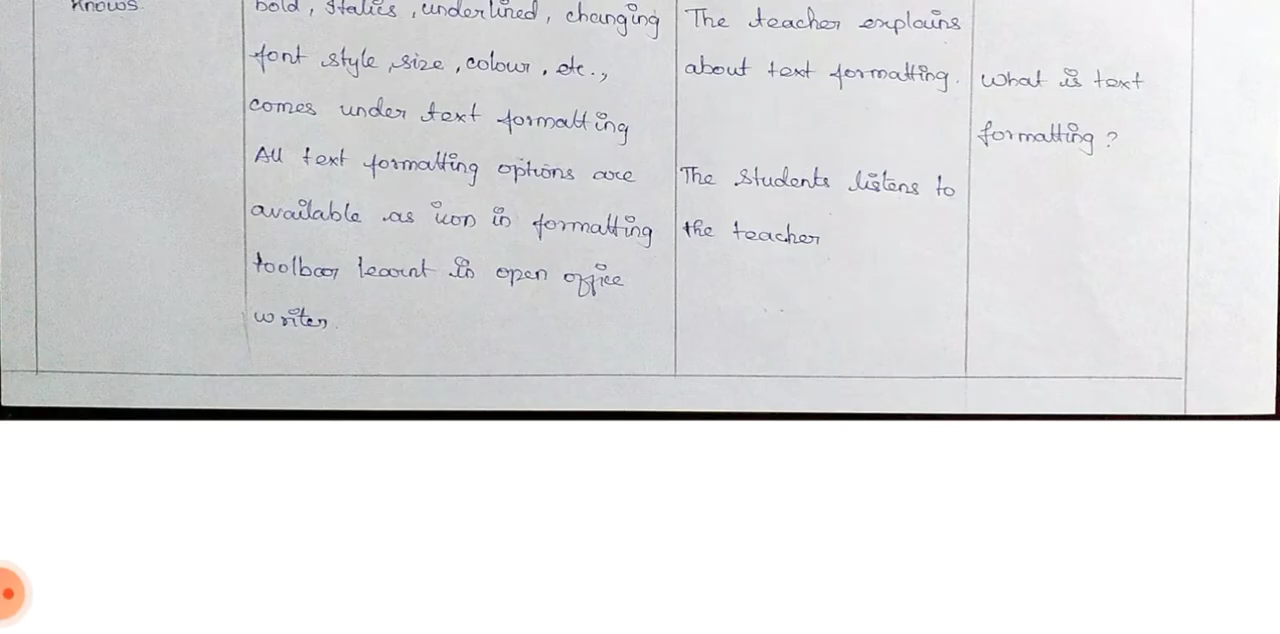 Knows
bold, Italics, underlined, changing
font style, size, colour, etc.,
comes under text formatting
All text formatting options are
available as icon in formatting
toolbar learnt in open office
writer.
The teacher explains
about text formatting.
The students listens to
the teacher
What is text
formatting?